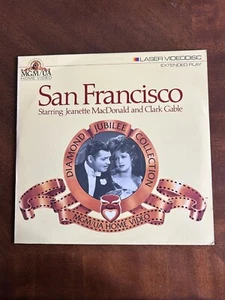 MGM/UA
HOME VIDEO
LASER VIDEODISC
EXTENDED PLAY
San Francisco
Starring Jeanette MacDonald and Clark Gable
DIAMOND JUBILEE COLLECTION
MGM/UA HOME VIDEO